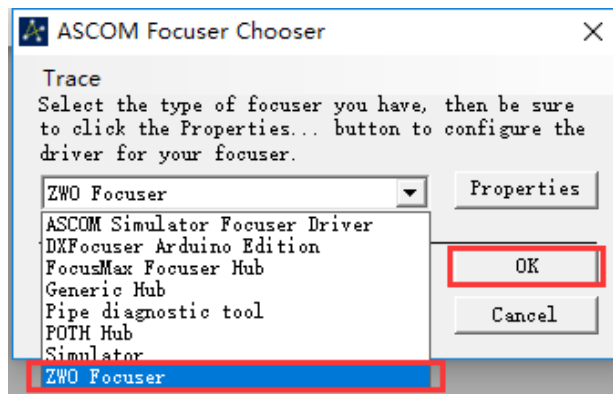 ASCOM Focuser Chooser
Trace
Select the type of focuser you have, then be sure
to click the Properties... button to configure the
driver for your focuser.
ZWO Focuser
Properties
ASCOM Simulator Focuser Driver
DXFocuser Arduino Edition
FocusMax Focuser Hub
Generic Hub
Pipe diagnostic tool
POTH Hub
Simulator
ZWO Focuser
OK
Cancel